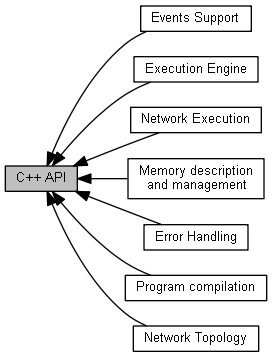 Events Support
Execution Engine
Network Execution
C++ API
Memory description
and management
Error Handling
Program compilation
Network Topology